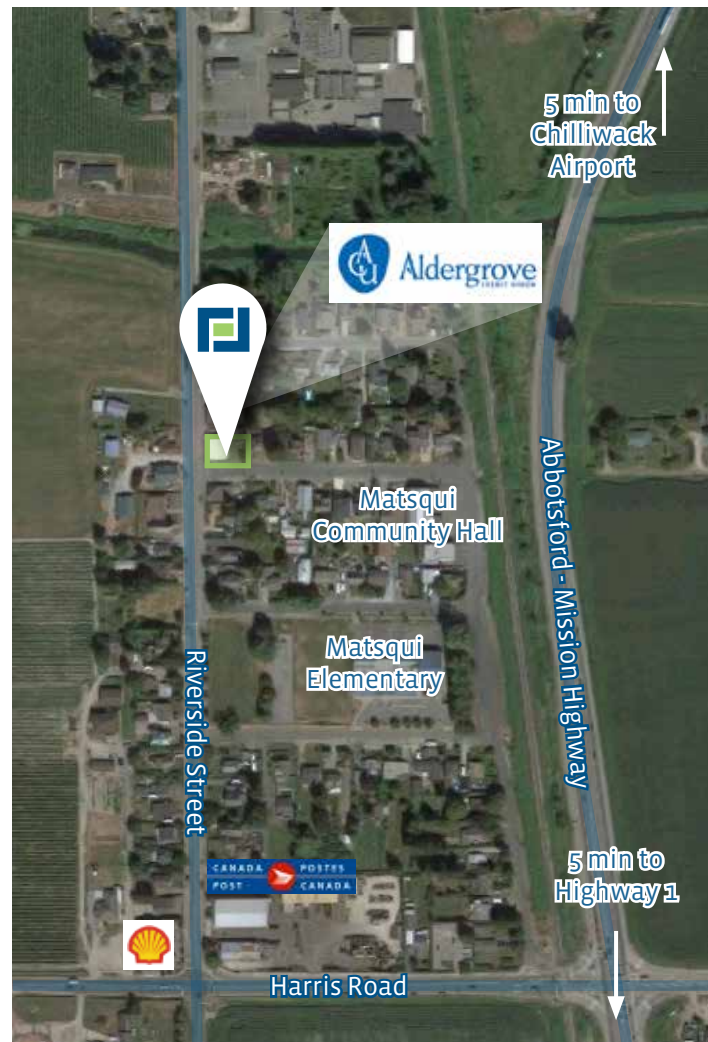 5 min to
Chilliwack
Airport
ACU
Aldergrove
CREDIT UNION
Matsqui
Community Hall
Abbotsford - Mission Highway
Matsqui
Elementary
Riverside Street
CANADA POSTES
POST CANADA
5 min to
Highway 1
Harris Road